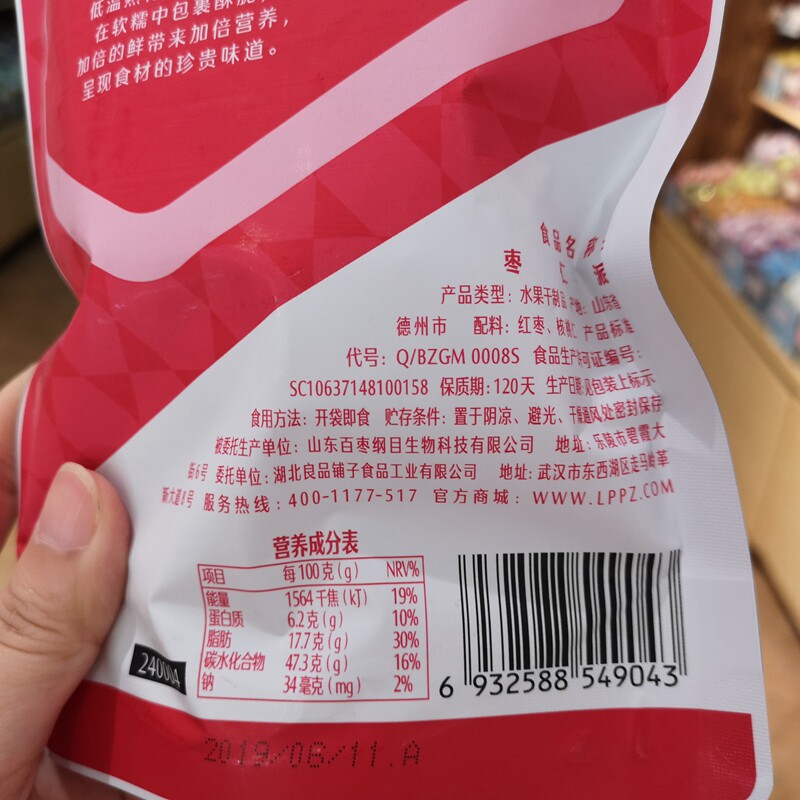 在软糯中包裹酥脆,
加倍的鲜带来加倍营养,
呈现食材的珍贵味道。
食品名称:
枣 仁 派
产品类型: 水果干制品 产地: 山东省
德州市 配料: 红枣、核桃仁 产品标准
代号: Q/BZGM 0008S 食品生产许可证编号:
SC10637148100158 保质期: 120天 生产日期: 见包装上标示
食用方法: 开袋即食 贮存条件: 置于阴凉、避光、干燥通风处密封保存
被委托生产单位: 山东百枣纲目生物科技有限公司 地址: 乐陵市碧霞大
街6号 委托单位: 湖北良品铺子食品工业有限公司 地址: 武汉市东西湖区走马岭革
新大道8号 服务热线: 400-1177-517 官方商城: WWW.LPPZ.COM
营养成分表
项目 每100克(g) NRV%
能量 1564千焦(kJ) 19%
蛋白质 6.2克(g) 10%
脂肪 17.7克(g) 30%
碳水化合物 47.3克(g) 16%
钠 34毫克(mg) 2%
240004
6 932588 549043
2019/06/11.A